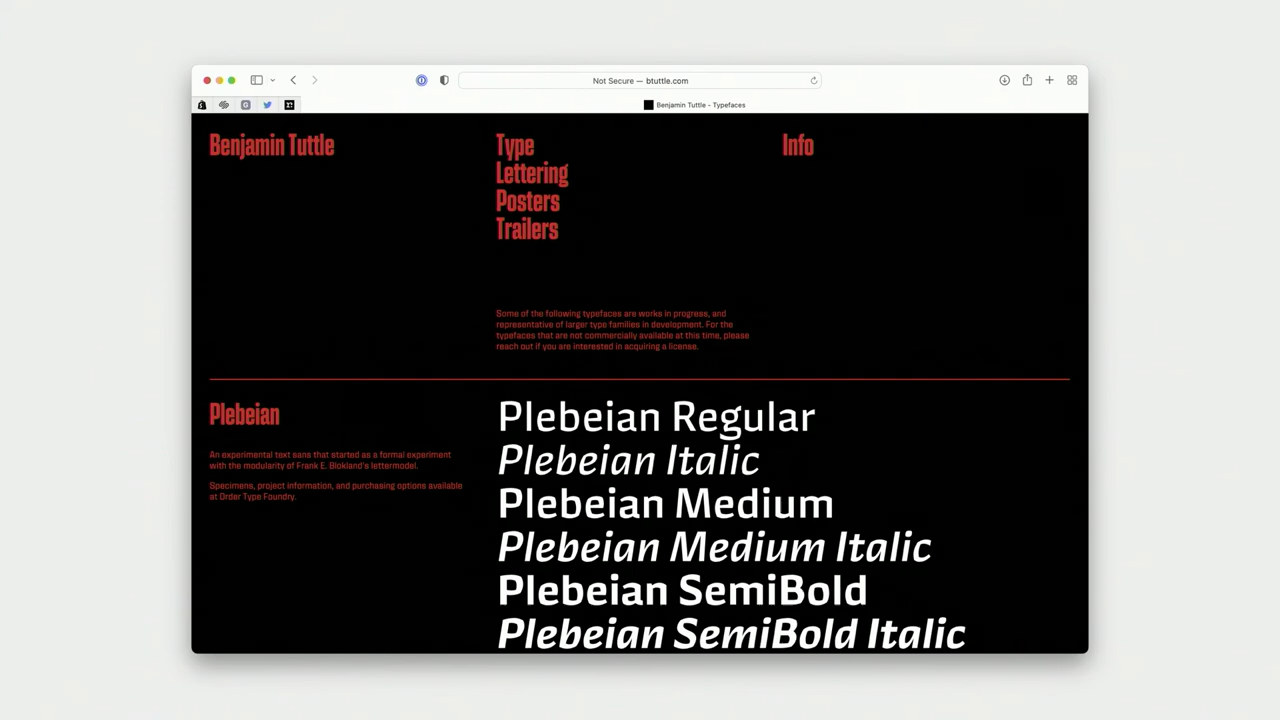 Not Secure — btuttle.com
Benjamin Tuttle - Typefaces
Benjamin Tuttle
Type
Lettering
Posters
Trailers
Info
Some of the following typefaces are works in progress, and
representative of larger type families in development. For the
typefaces that are not commercially available at this time, please
reach out if you are interested in acquiring a license.
Plebeian
An experimental text sans that started as a formal experiment
with the modularity of Frank E. Blokland's lettermodel.
Specimens, project information, and purchasing options available
at Order Type Foundry.
Plebeian Regular
Plebeian Italic
Plebeian Medium
Plebeian Medium Italic
Plebeian SemiBold
Plebeian SemiBold Italic